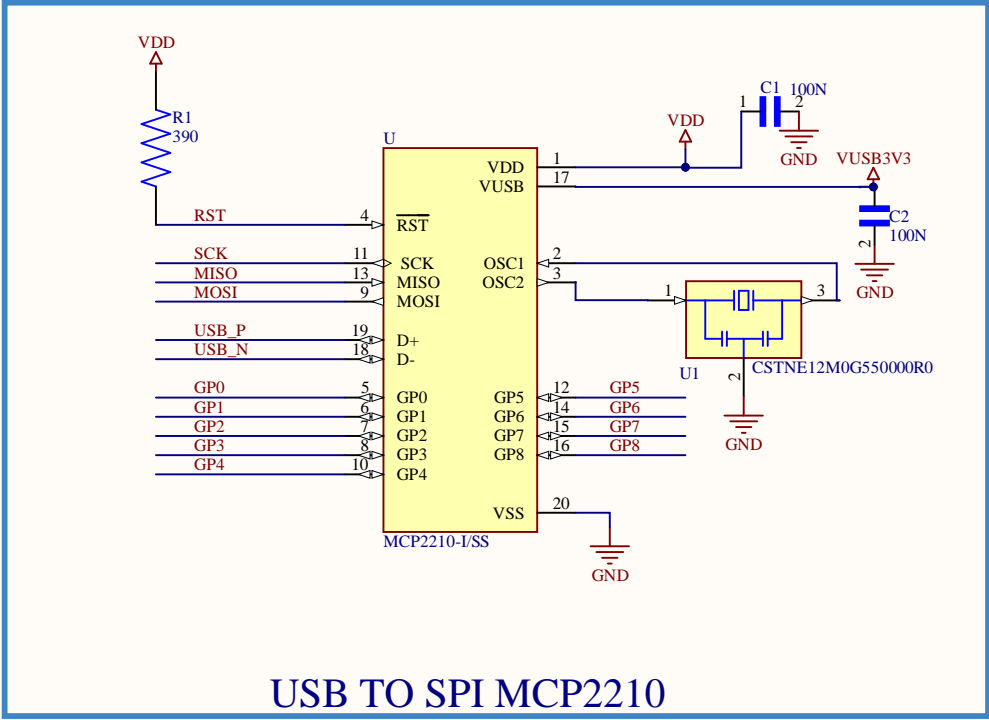 VDD
R1
390
C1 100N
1 2
GND
VDD
VUSB3V3
U
VDD 1
VUSB 17
C2
100N
2
GND
RST 4 RST
SCK 11 SCK
MISO 13 MISO
MOSI 9 MOSI
OSC1 2
OSC2 3
1 3
U1 2 CSTNE12M0G550000R0
GND
USB_P 19 D+
USB_N 18 D-
GP0 5 GP0
GP1 6 GP1
GP2 7 GP2
GP3 8 GP3
GP4 10 GP4
GP5 12 GP5
GP6 14 GP6
GP7 15 GP7
GP8 16 GP8
VSS 20
GND
MCP2210-I/SS
USB TO SPI MCP2210